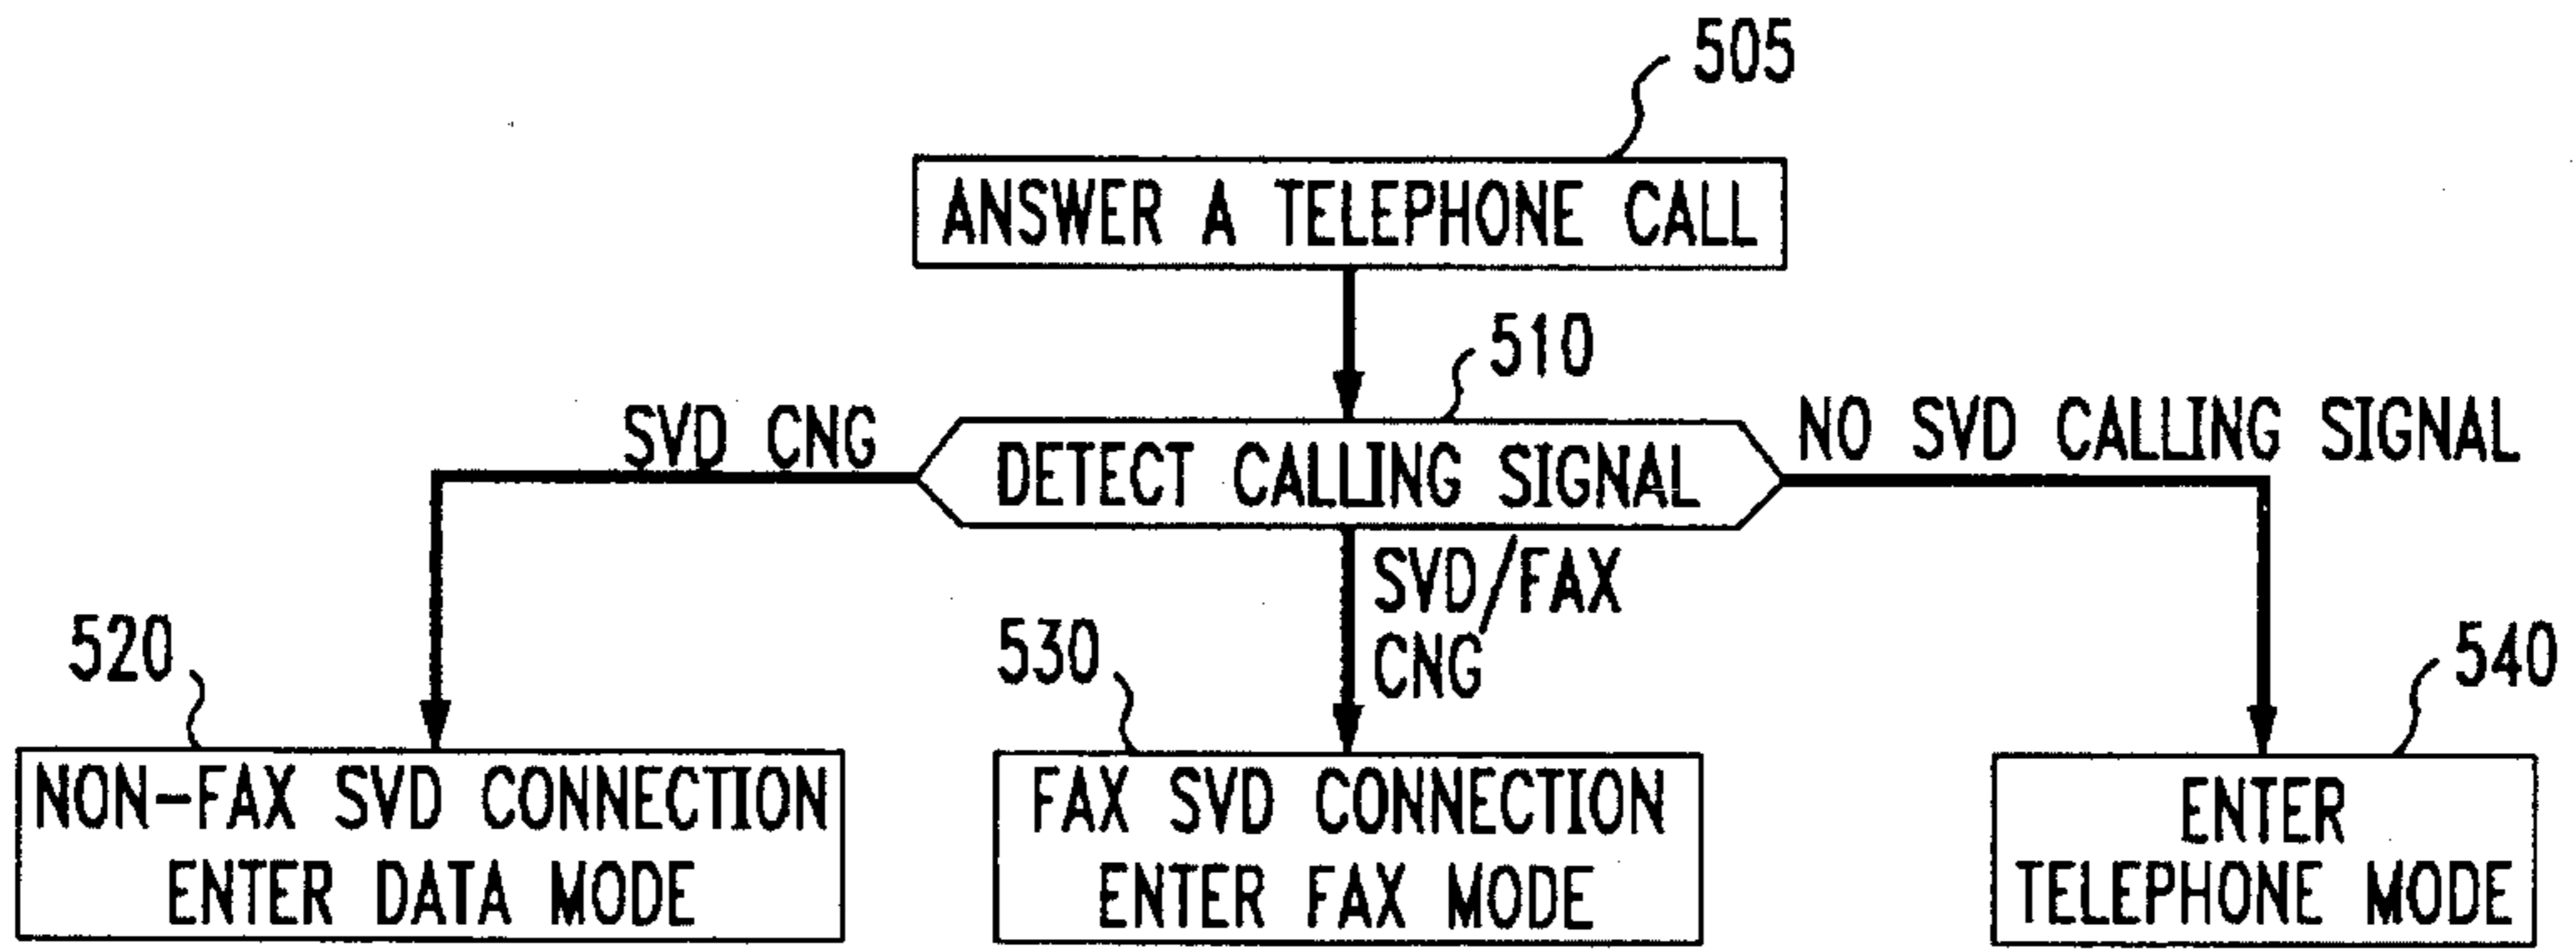 505
ANSWER A TELEPHONE CALL
510
SVD CNG
DETECT CALLING SIGNAL
NO SVD CALLING SIGNAL
SVD/FAX
CNG
520
530
540
NON-FAX SVD CONNECTION
ENTER DATA MODE
FAX SVD CONNECTION
ENTER FAX MODE
ENTER
TELEPHONE MODE